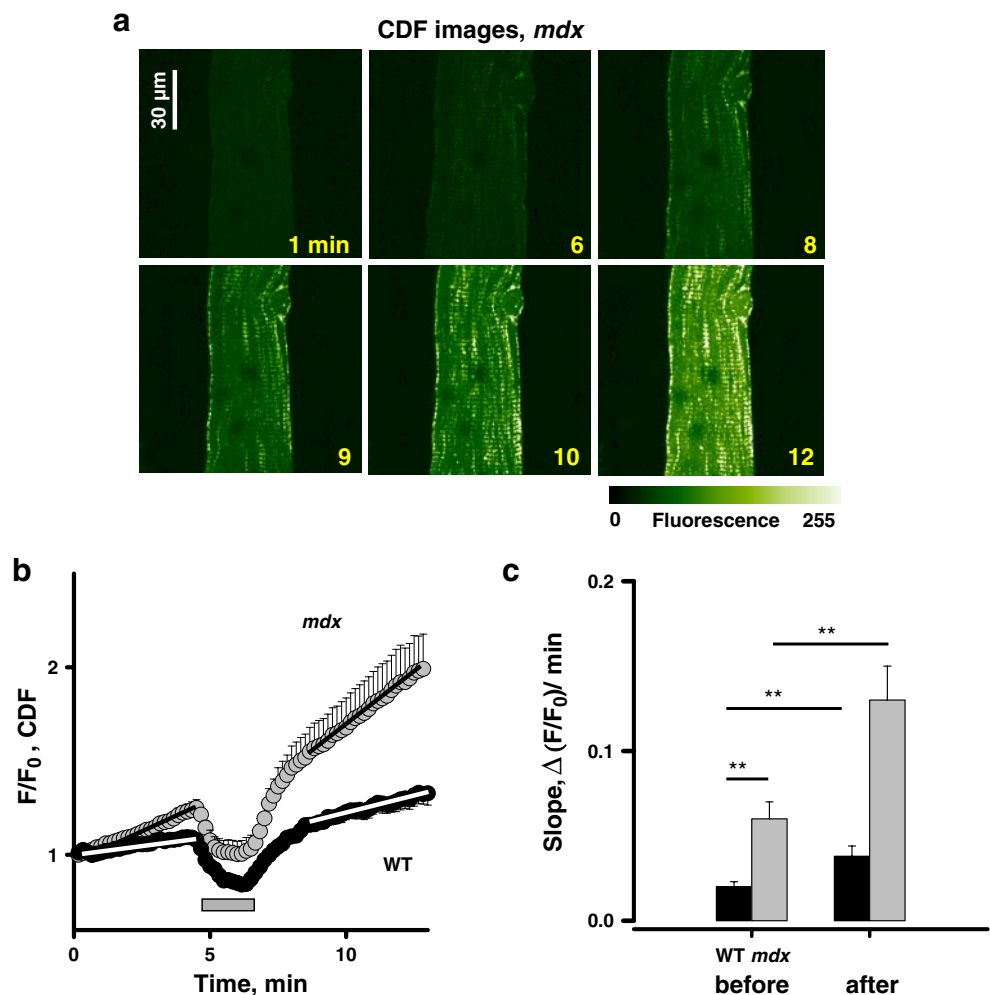 a
CDF images, mdx
30 µm
1 min
6
8
9
10
12
0 Fluorescence 255
b
F/F0, CDF
2
1
mdx
WT
0 5 10
Time, min
c
Slope, Δ (F/F0)/ min
0.2
0.1
0.0
**
**
**
WT mdx
before after